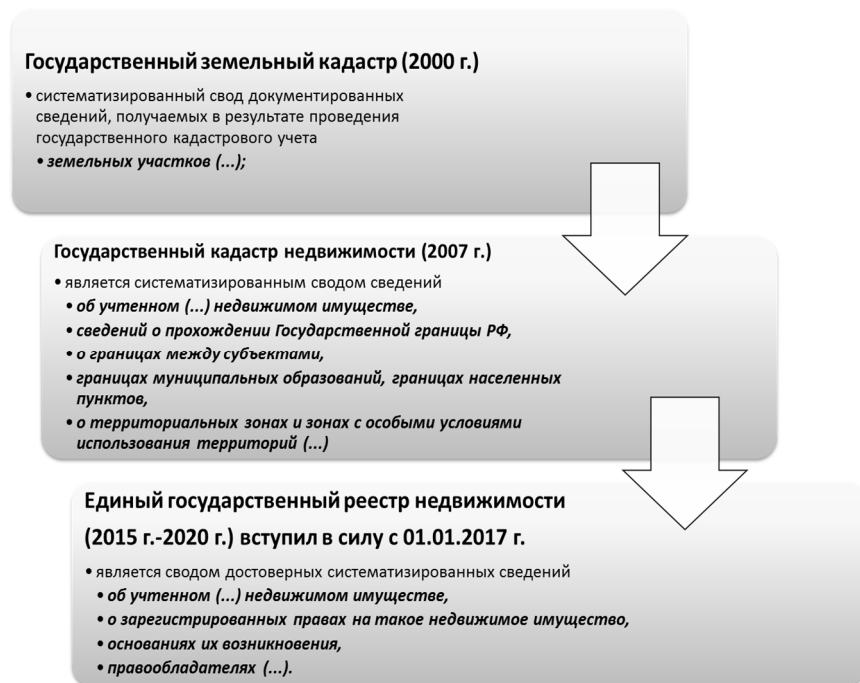 Государственный земельный кадастр (2000 г.)
• систематизированный свод документированных
сведений, получаемых в результате проведения
государственного кадастрового учета
• земельных участков (...);
Государственный кадастр недвижимости (2007 г.)
• является систематизированным сводом сведений
• об учтенном (...) недвижимом имуществе,
• сведений о прохождении Государственной границы РФ,
• о границах между субъектами,
• границах муниципальных образований, границах населенных
пунктов,
• о территориальных зонах и зонах с особыми условиями
использования территорий (...)
Единый государственный реестр недвижимости
(2015 г.-2020 г.) вступил в силу с 01.01.2017 г.
• является сводом достоверных систематизированных сведений
• об учтенном (...) недвижимом имуществе,
• о зарегистрированных правах на такое недвижимое имущество,
• основаниях их возникновения,
• правообладателях (...).